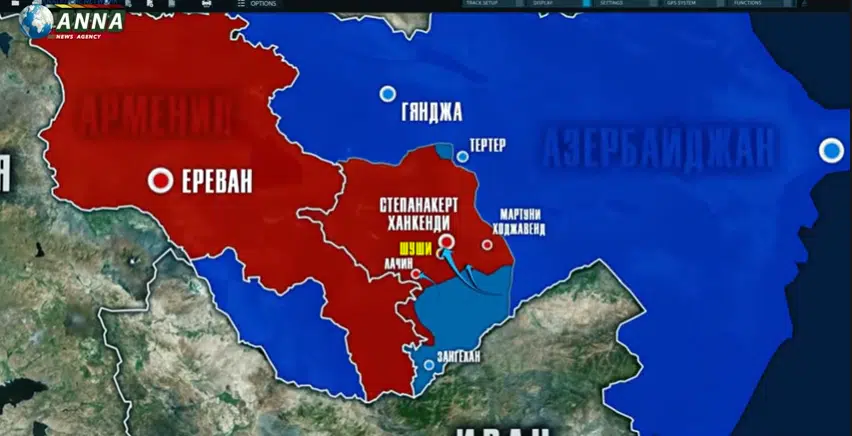 ANNA
NEWS AGENCY
OPTIONS
TRACK SETUP
DISPLAY
SETTINGS
GPS SYSTEM
FUNCTIONS
АРМЕНИЯ
ГЯНДЖА
ТЕРТЕР
АЗЕРБАЙДЖАН
ЕРЕВАН
СТЕПАНАКЕРТ
ХАНКЕНДИ
МАРТУНИ
ХОДЖАВЕНД
ШУШИ
ЛАЧИН
ЗАНГЕЛАН
ИРАН